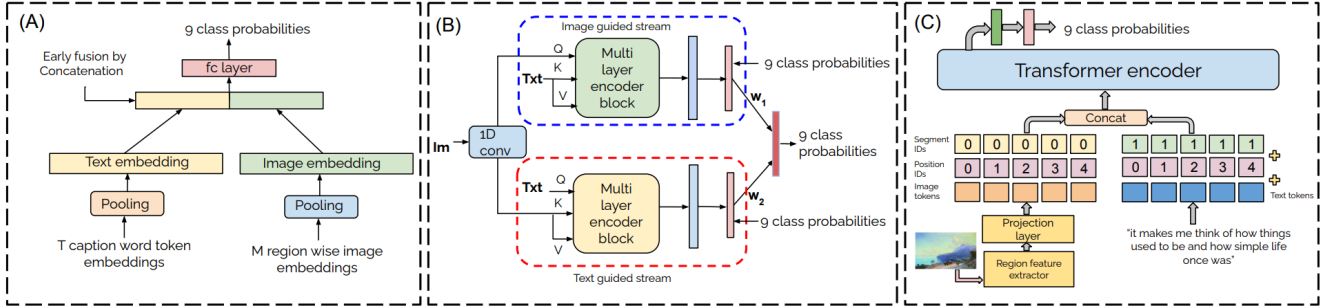 (A)
9 class probabilities
Early fusion by
Concatenation
fc layer
Text embedding
Image embedding
Pooling
Pooling
T caption word token
embeddings
M region wise image
embeddings
(B)
Image guided stream
Q
K
Txt
V
Multi
layer
encoder
block
9 class probabilities
w1
Im
1D
conv
9 class
probabilities
Txt
Q
K
V
Multi
layer
encoder
block
w2
9 class probabilities
Text guided stream
(C)
9 class probabilities
Transformer encoder
Concat
Segment
IDs
0 0 0 0 0
1 1 1 1 1
+
Position
IDs
0 1 2 3 4
0 1 2 3 4
+
Image
tokens
Text tokens
Projection
layer
Region feature
extractor
"it makes me think of how things
used to be and how simple life
once was"